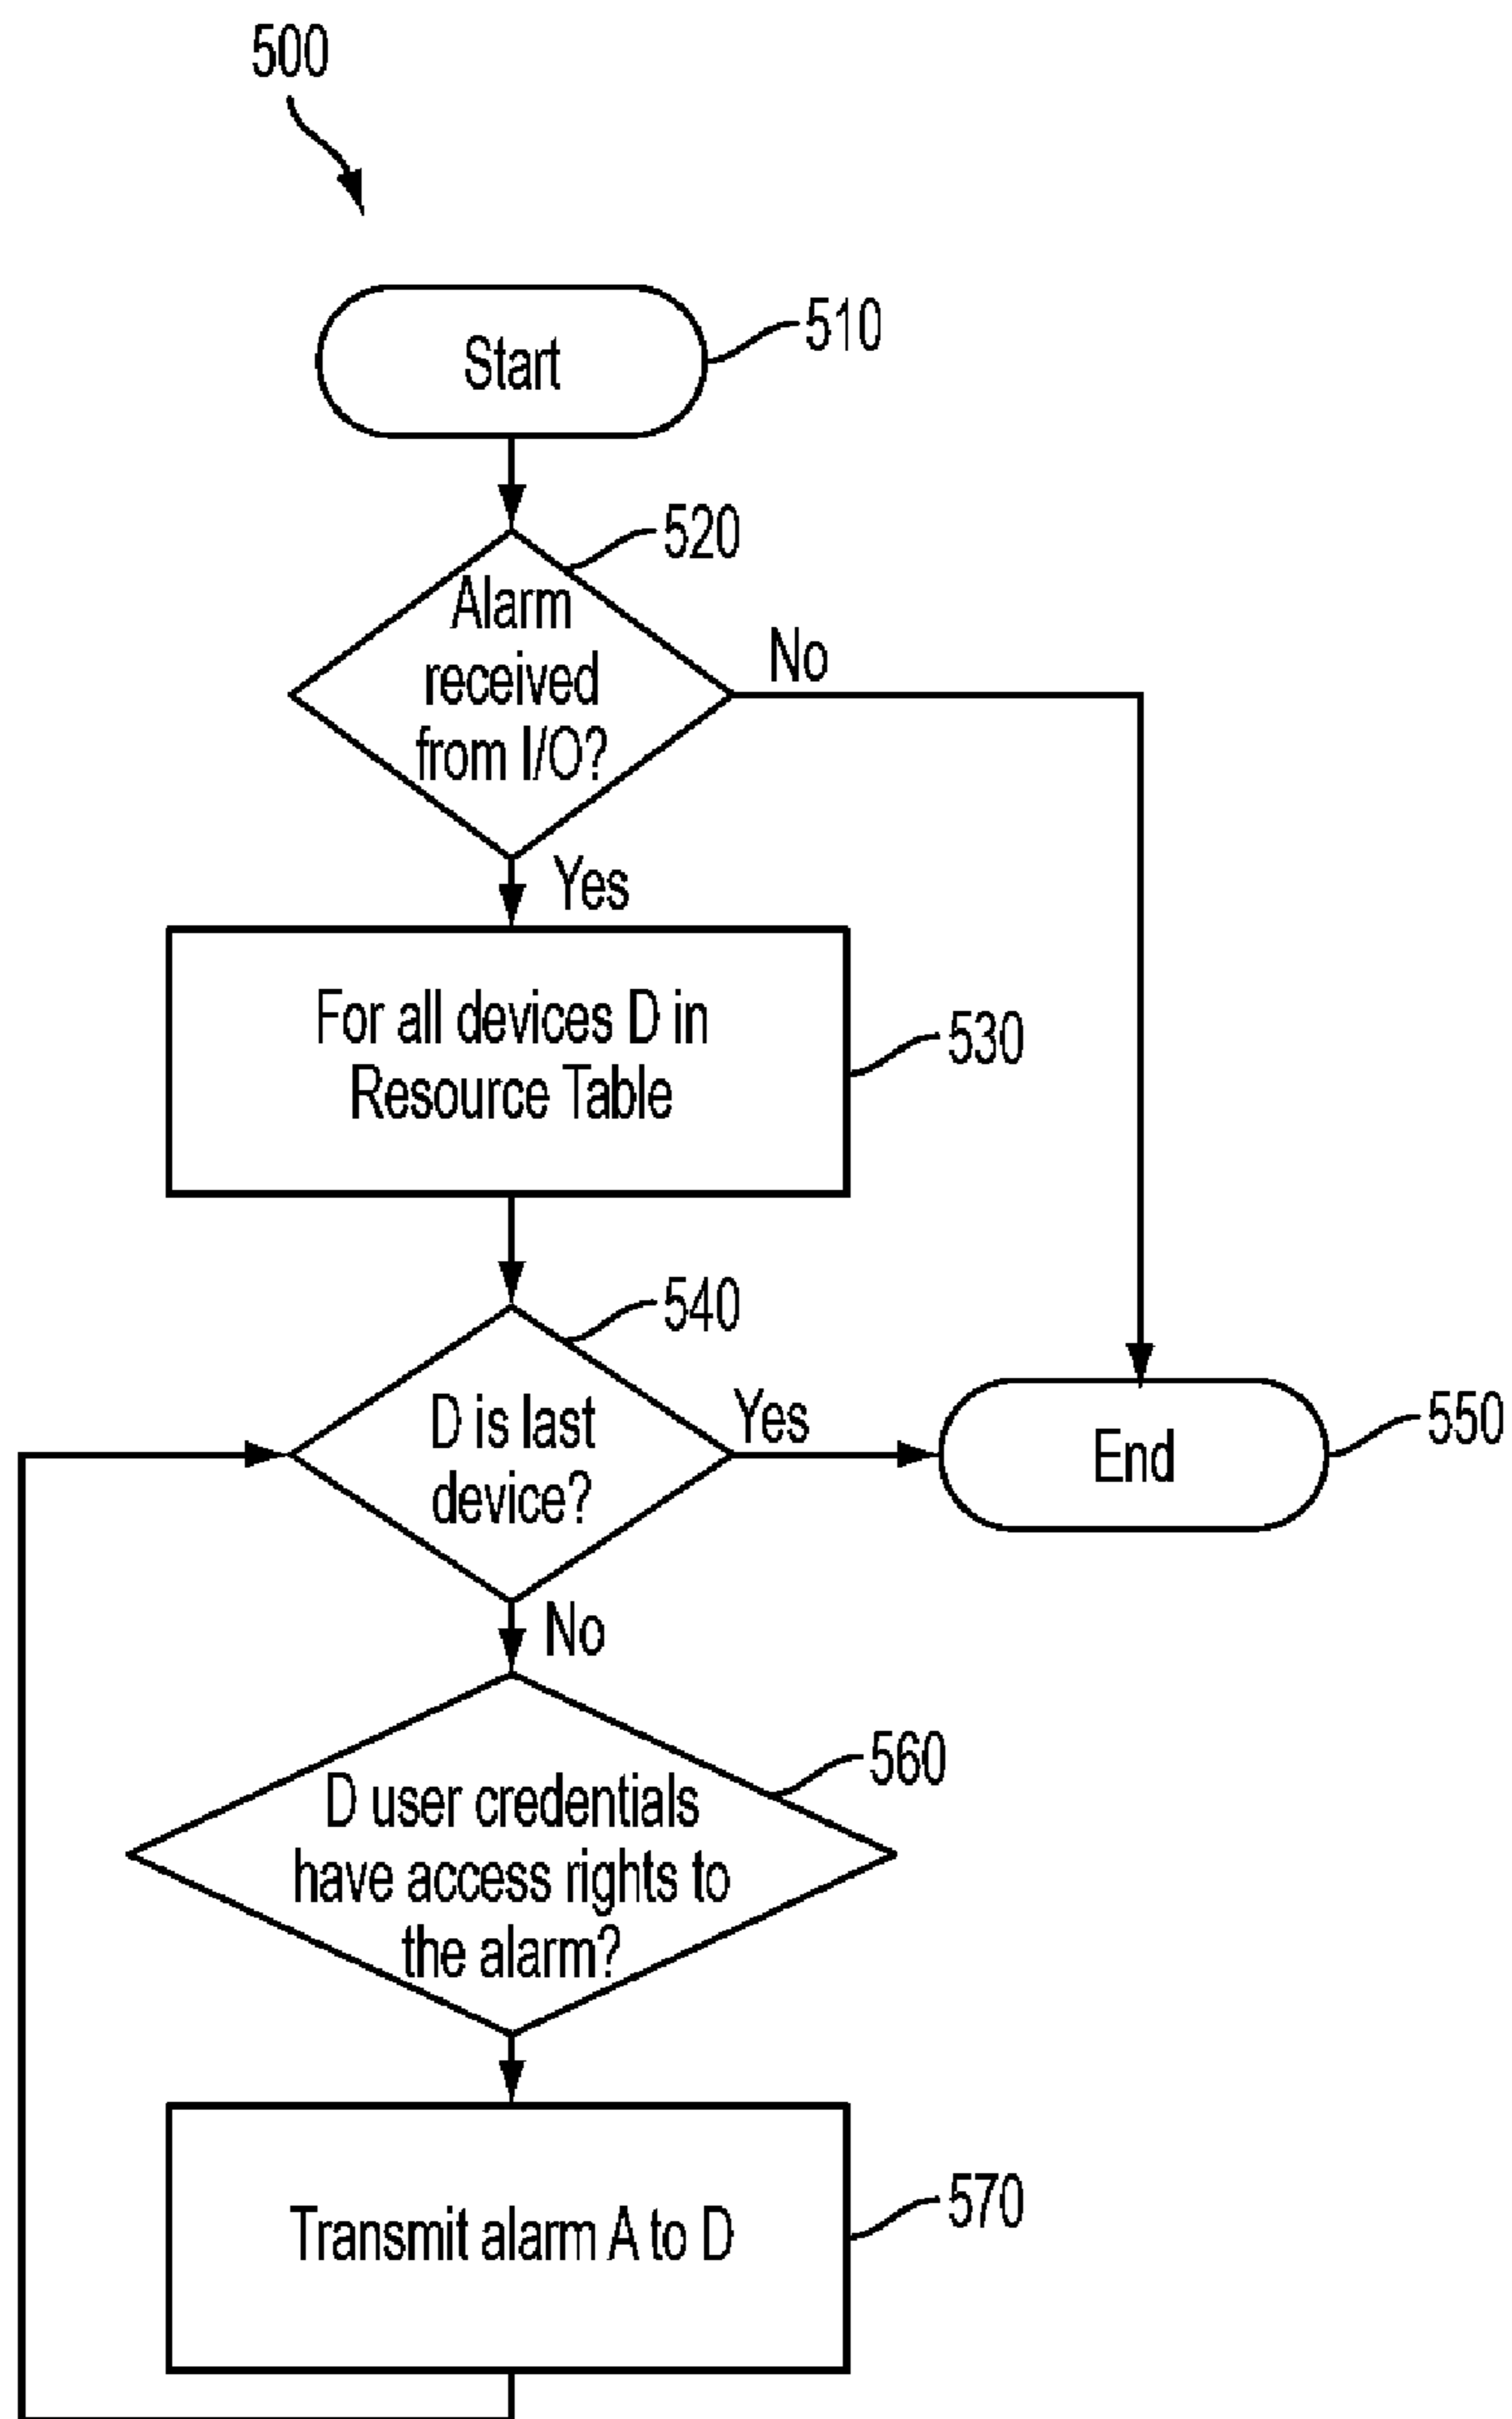 500
Start
510
520
Alarm
received
from I/O?
No
Yes
For all devices D in
Resource Table
530
540
D is last
device?
Yes
End
550
No
560
D user credentials
have access rights to
the alarm?
Transmit alarm A to D
570